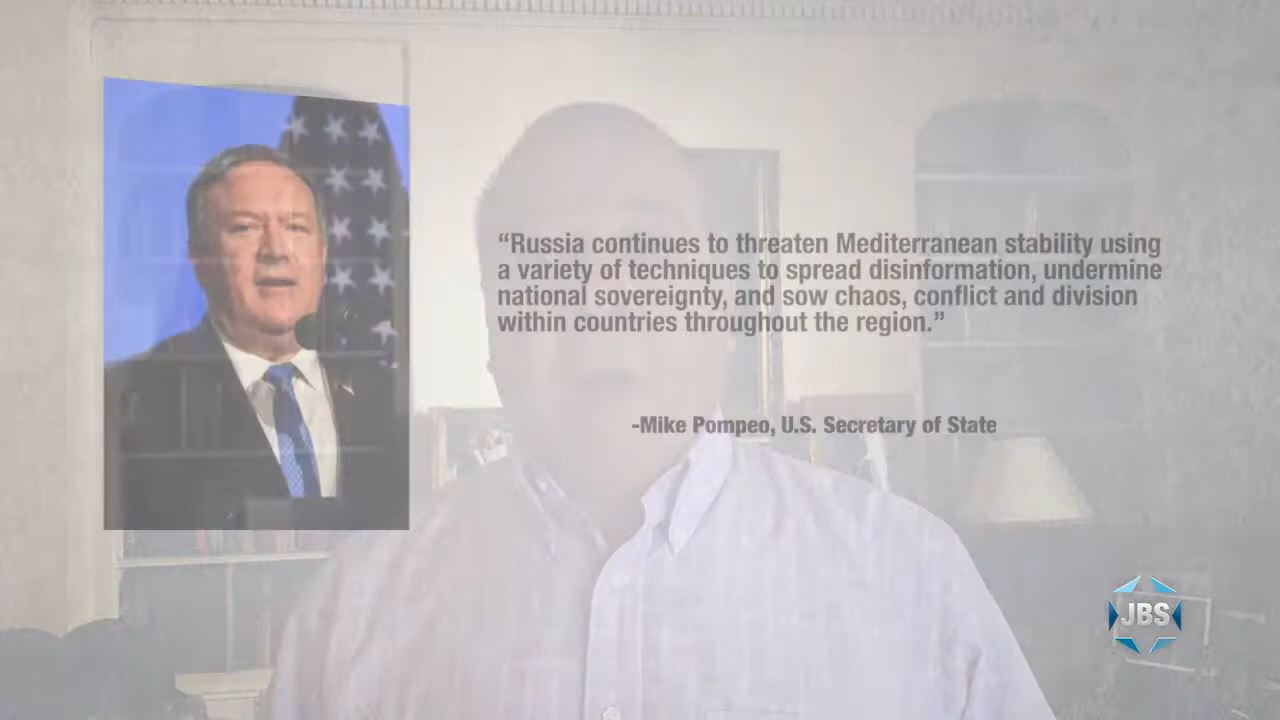 “Russia continues to threaten Mediterranean stability using
a variety of techniques to spread disinformation, undermine
national sovereignty, and sow chaos, conflict and division
within countries throughout the region.”
-Mike Pompeo, U.S. Secretary of State
JBS